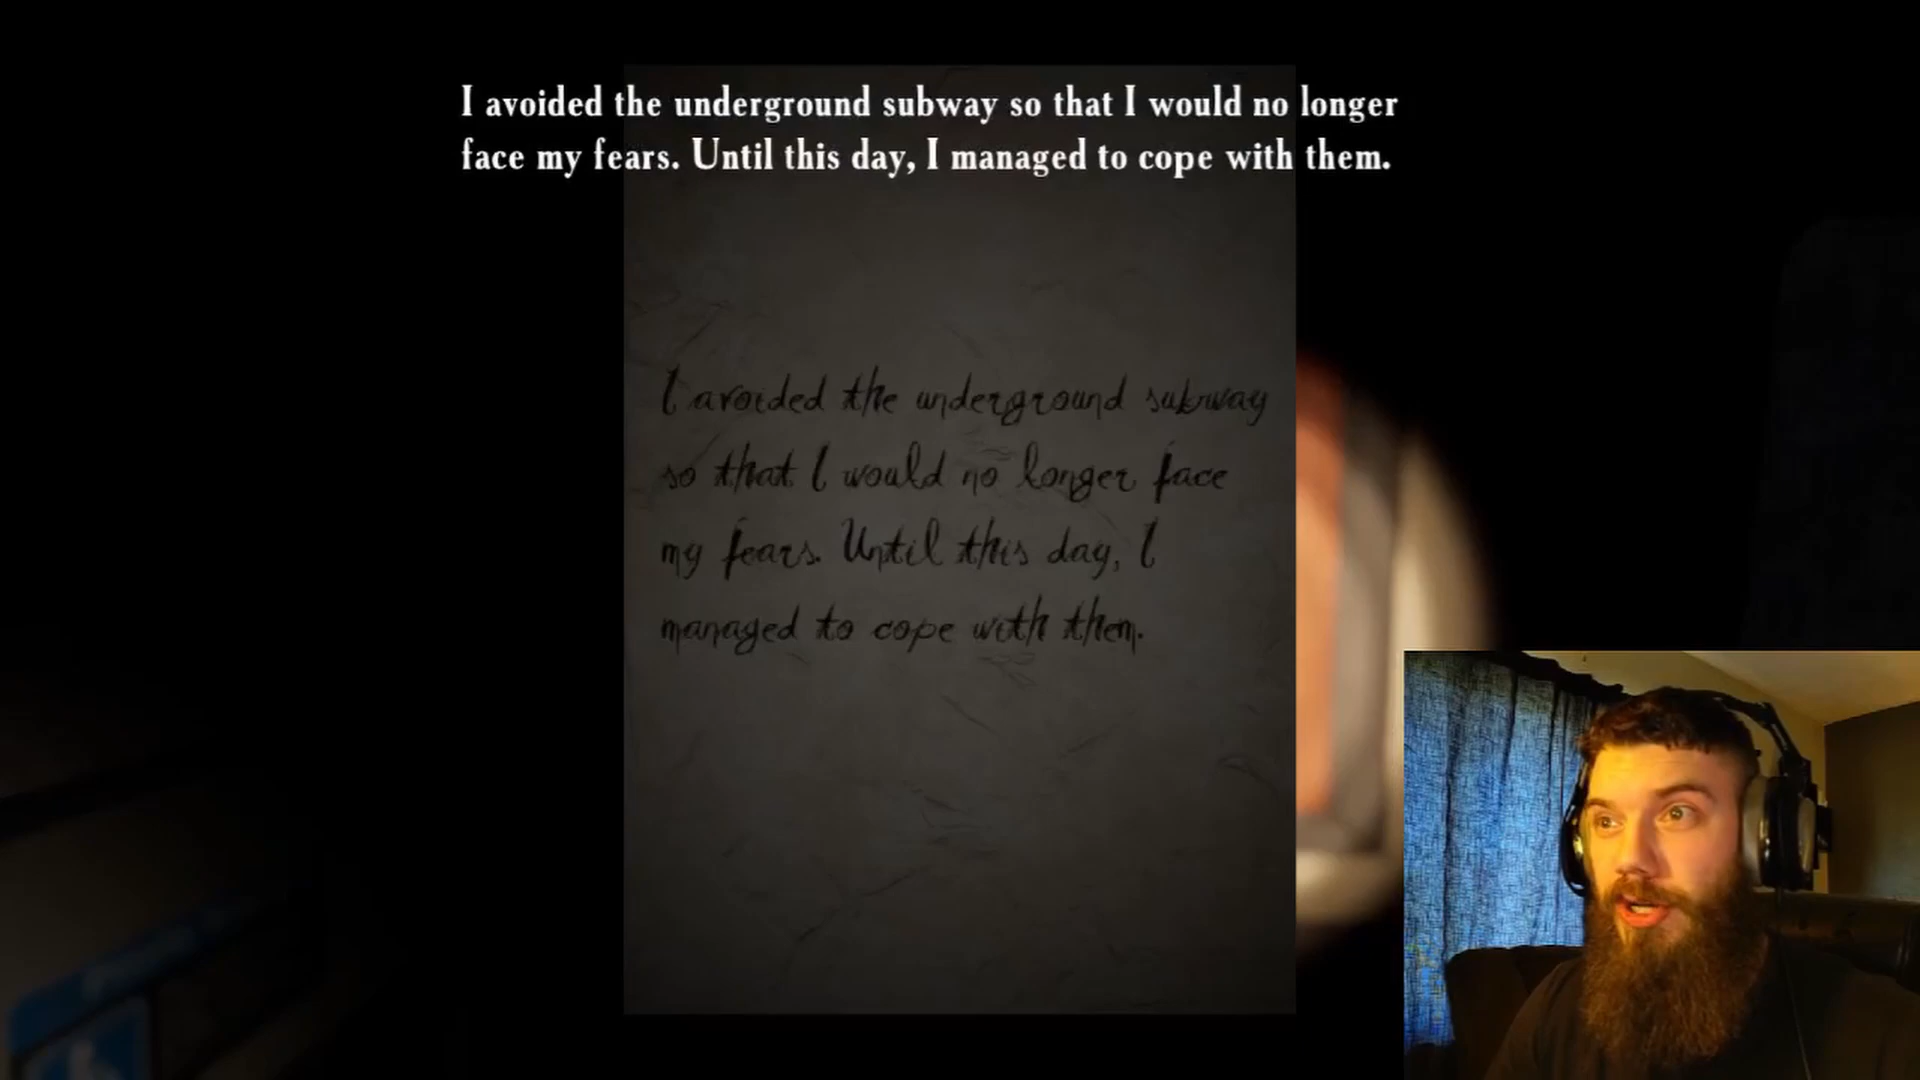 I avoided the underground subway so that I would no longer
face my fears. Until this day, I managed to cope with them.
I avoided the underground subway
so that I would no longer face
my fears. Until this day, I
managed to cope with them.